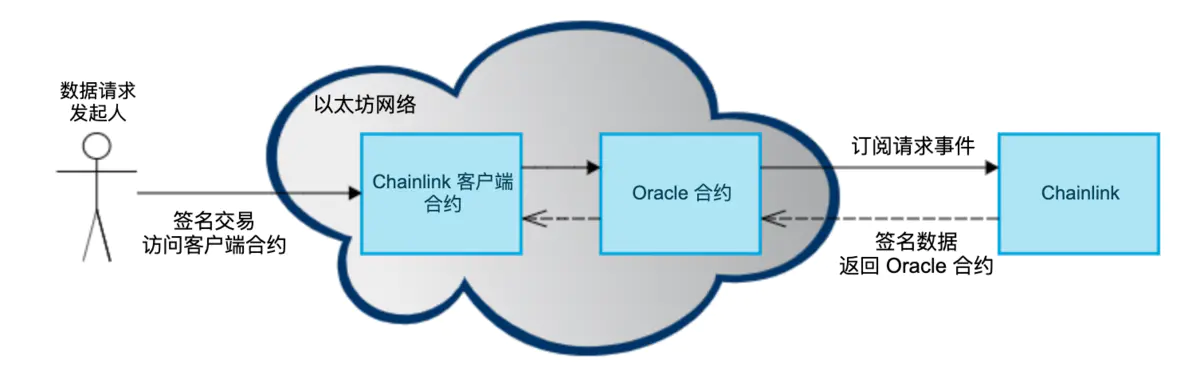 数据请求
发起人
以太坊网络
Chainlink 客户端
合约
Oracle 合约
订阅请求事件
Chainlink
签名交易
访问客户端合约
签名数据
返回 Oracle 合约